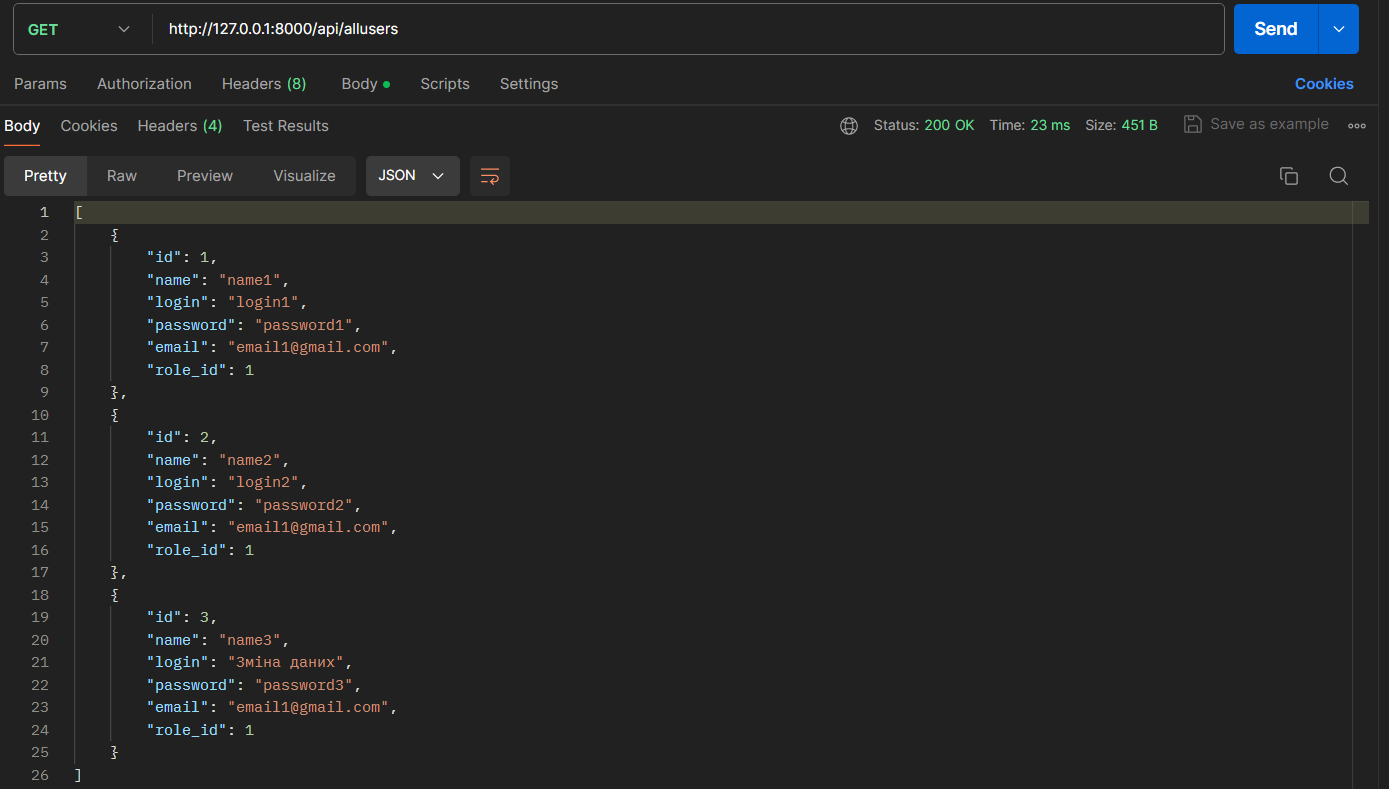 GET http://127.0.0.1:8000/api/allusers Send
Params Authorization Headers (8) Body Scripts Settings Cookies
Body Cookies Headers (4) Test Results Status: 200 OK Time: 23 ms Size: 451 B Save as example
Pretty Raw Preview Visualize JSON
1 [
2 {
3 "id": 1,
4 "name": "name1",
5 "login": "login1",
6 "password": "password1",
7 "email": "email1@gmail.com",
8 "role_id": 1
9 },
10 {
11 "id": 2,
12 "name": "name2",
13 "login": "login2",
14 "password": "password2",
15 "email": "email1@gmail.com",
16 "role_id": 1
17 },
18 {
19 "id": 3,
20 "name": "name3",
21 "login": "Зміна даних",
22 "password": "password3",
23 "email": "email1@gmail.com",
24 "role_id": 1
25 }
26 ]